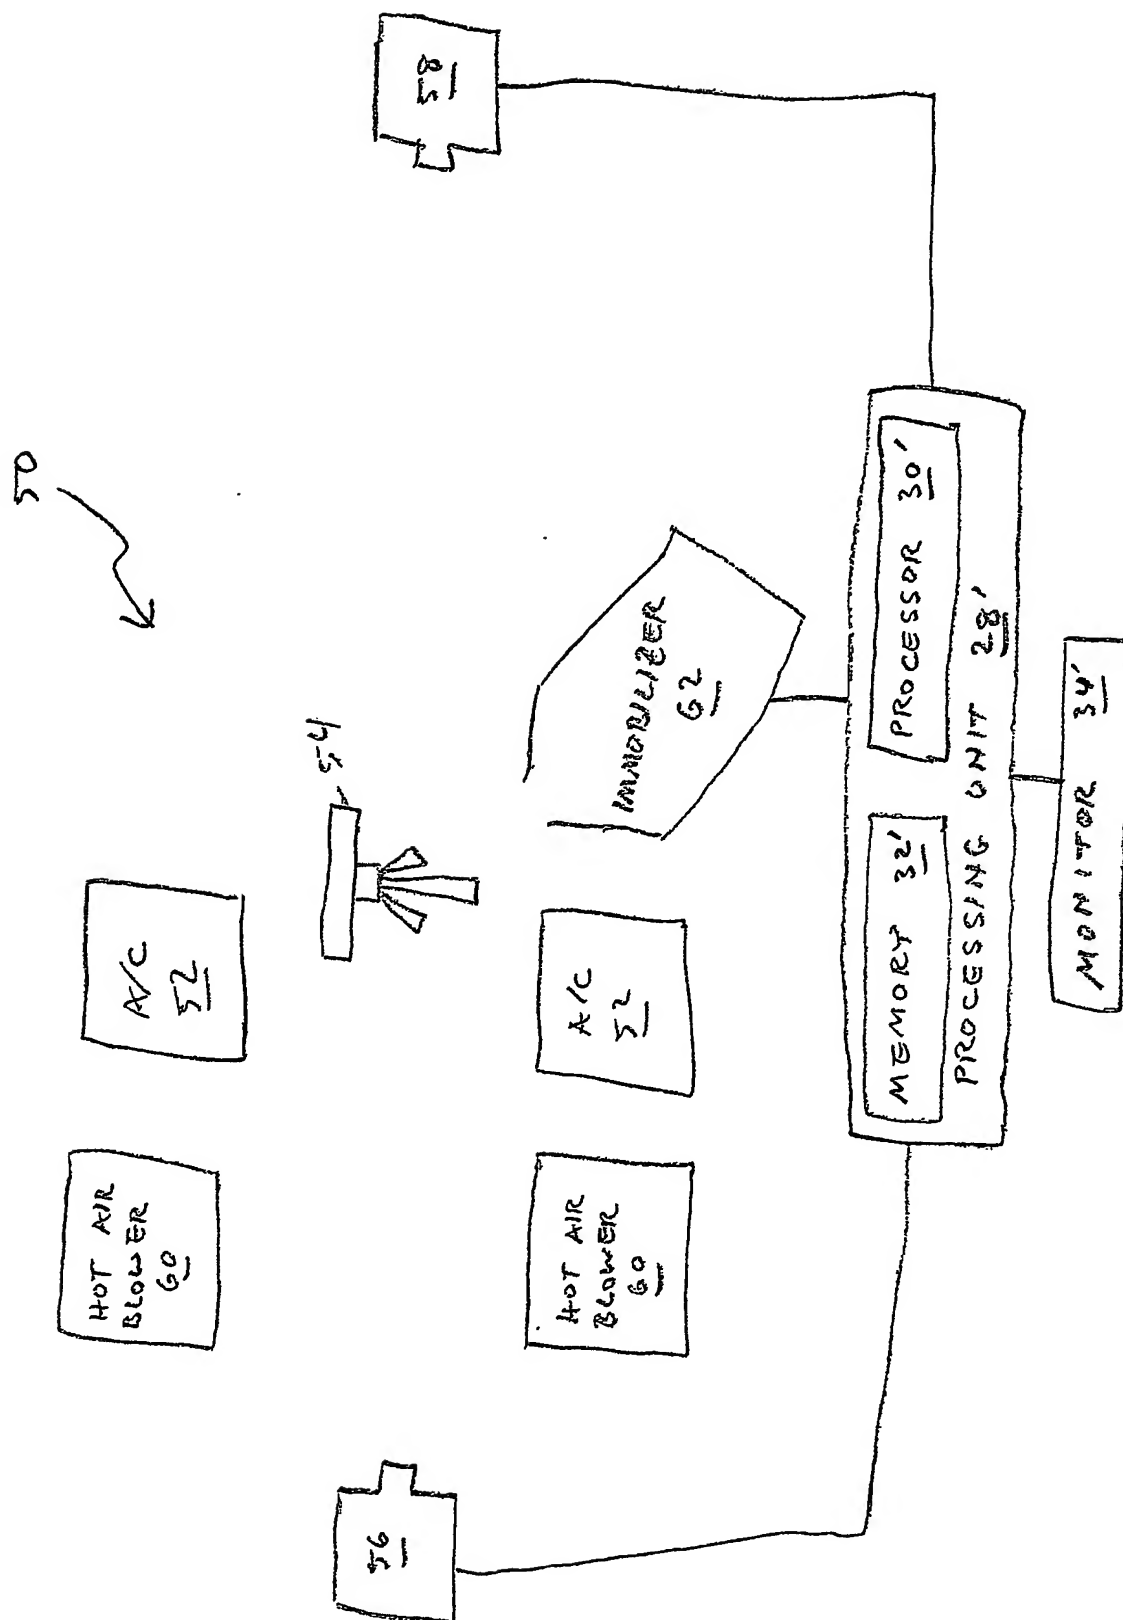 50
HOT AIR
BLOWER
60
A/C
52
54
56
58
HOT AIR
BLOWER
60
A/C
52
IMMOBILIZER
62
MEMORY 32'
PROCESSOR 30'
PROCESSING UNIT 28'
MONITOR 34'